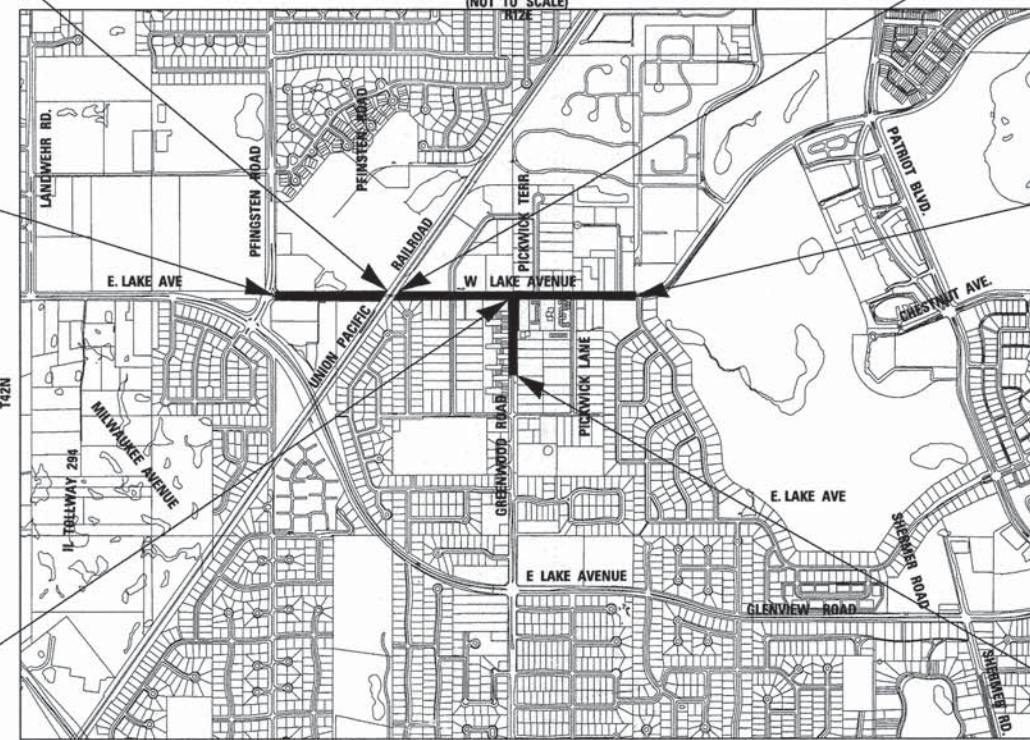 (NOT TO SCALE)
R12E
LANDWEHR RD.
PFINGSTEN ROAD
PFINSTEN ROAD
RAILROAD
PICKWICK TERR.
PATRIOT BLVD.
E. LAKE AVE
W LAKE AVENUE
CHESTNUT AVE.
UNION PACIFIC
T42N
PICKWICK LANE
MILWAUKEE AVENUE
GREENWOOD ROAD
IL TOLLWAY 294
E. LAKE AVE
SHERMER ROAD
E LAKE AVENUE
GLENVIEW ROAD
SHERMER RD.